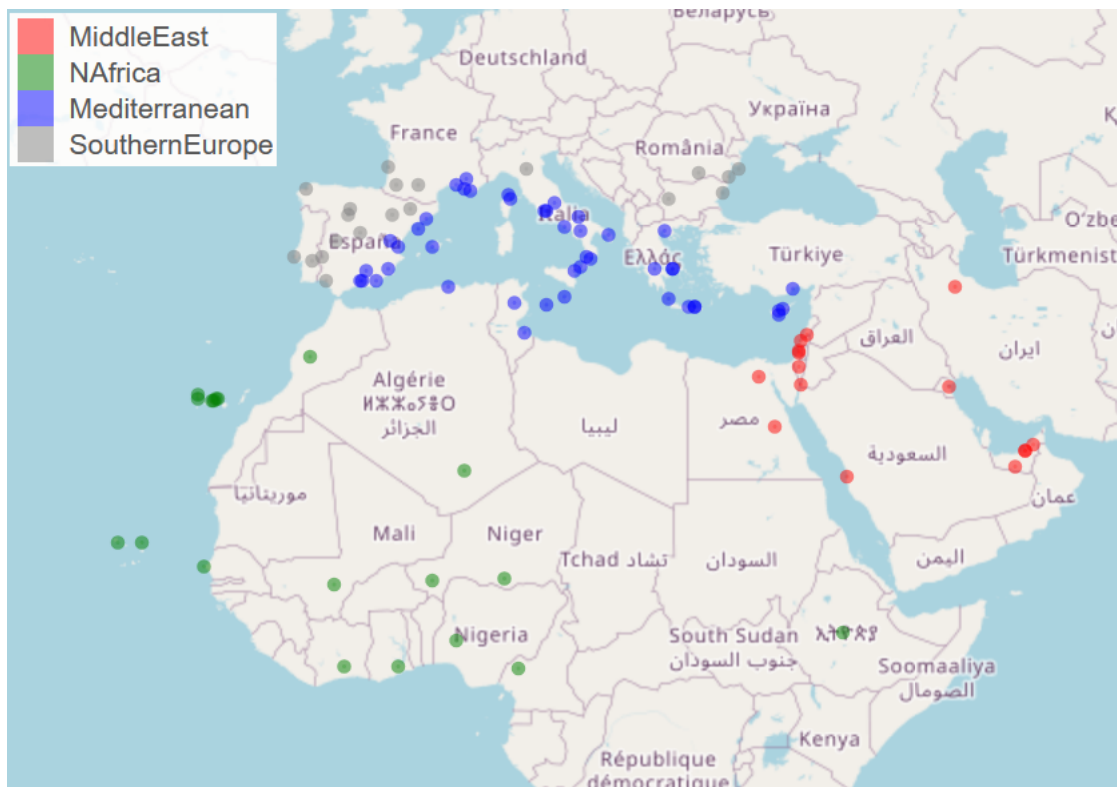 MiddleEast
NAfrica
Mediterranean
SouthernEurope
Беларусь
Deutschland
Україна
France
România
Italia
España
Ελλάς
Türkiye
Türkmenist
العراق
ايران
Algérie
ⵍⵣⵣⴰⵢⴻⵔ
الجزائر
ليبيا
مصر
السعودية
عمان
موريتانيا
Mali
Niger
Tchad تشاد
السودان
اليمن
Nigeria
South Sudan
جنوب السودان
ኢትዮጵያ
Soomaaliya
الصومال
Kenya
République
démocratique